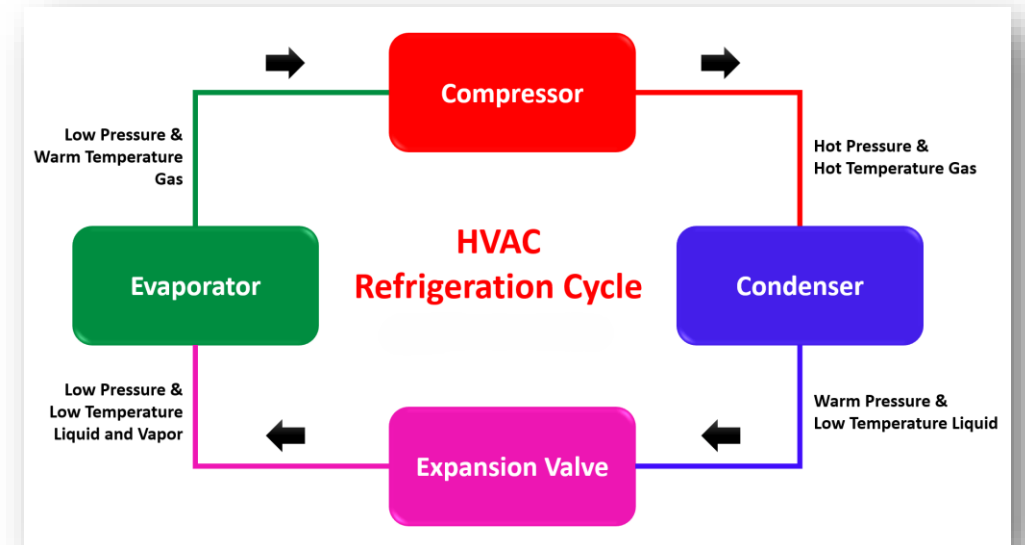 Compressor
Low Pressure &
Warm Temperature
Gas
Hot Pressure &
Hot Temperature Gas
HVAC
Refrigeration Cycle
Evaporator
Condenser
Low Pressure &
Low Temperature
Liquid and Vapor
Warm Pressure &
Low Temperature Liquid
Expansion Valve